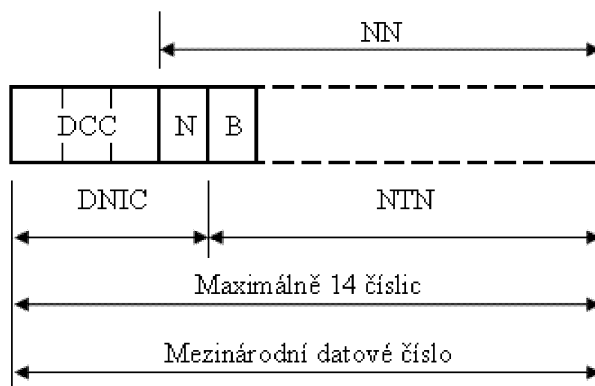 NN
DCC N B
DNIC NTN
Maximálně 14 číslic
Mezinárodní datové číslo